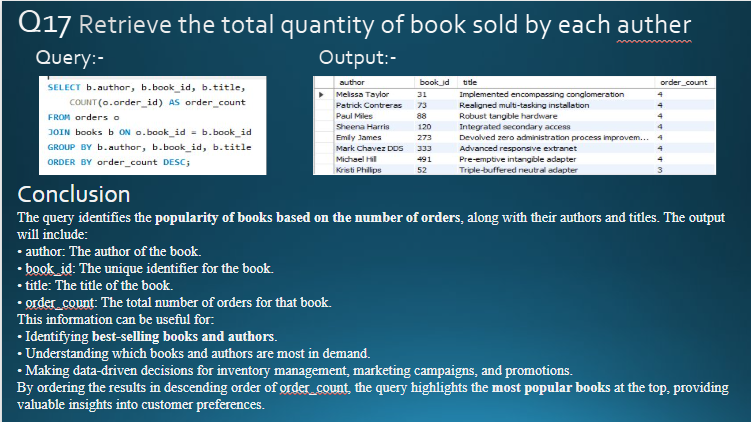 Q17 Retrieve the total quantity of book sold by each auther
Query:-
Output:-
SELECT b.author, b.book_id, b.title,
COUNT(o.order_id) AS order_count
FROM orders o
JOIN books b ON o.book_id = b.book_id
GROUP BY b.author, b.book_id, b.title
ORDER BY order_count DESC;
author book_id title order_count
Melissa Taylor 31 Implemented encompassing conglomeration 4
Patrick Contreras 73 Realigned multi-tasking installation 4
Paul Miles 88 Robust tangible hardware 4
Sheena Harris 120 Integrated secondary access 4
Emily James 273 Devolved zero administration process improvem... 4
Mark Chavez DDS 333 Advanced responsive extranet 4
Michael Hill 491 Pre-emptive intangible adapter 4
Kristi Phillips 52 Triple-buffered neutral adapter 3
Conclusion
The query identifies the popularity of books based on the number of orders, along with their authors and titles. The output
will include:
• author: The author of the book.
• book_id: The unique identifier for the book.
• title: The title of the book.
• order_count: The total number of orders for that book.
This information can be useful for:
• Identifying best-selling books and authors.
• Understanding which books and authors are most in demand.
• Making data-driven decisions for inventory management, marketing campaigns, and promotions.
By ordering the results in descending order of order_count, the query highlights the most popular books at the top, providing
valuable insights into customer preferences.